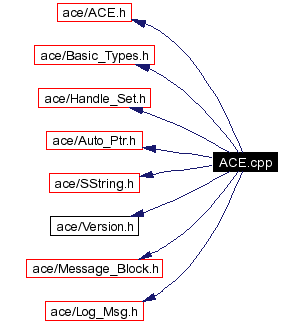 ace/ACE.h
ace/Basic_Types.h
ace/Handle_Set.h
ace/Auto_Ptr.h
ACE.cpp
ace/SString.h
ace/Version.h
ace/Message_Block.h
ace/Log_Msg.h